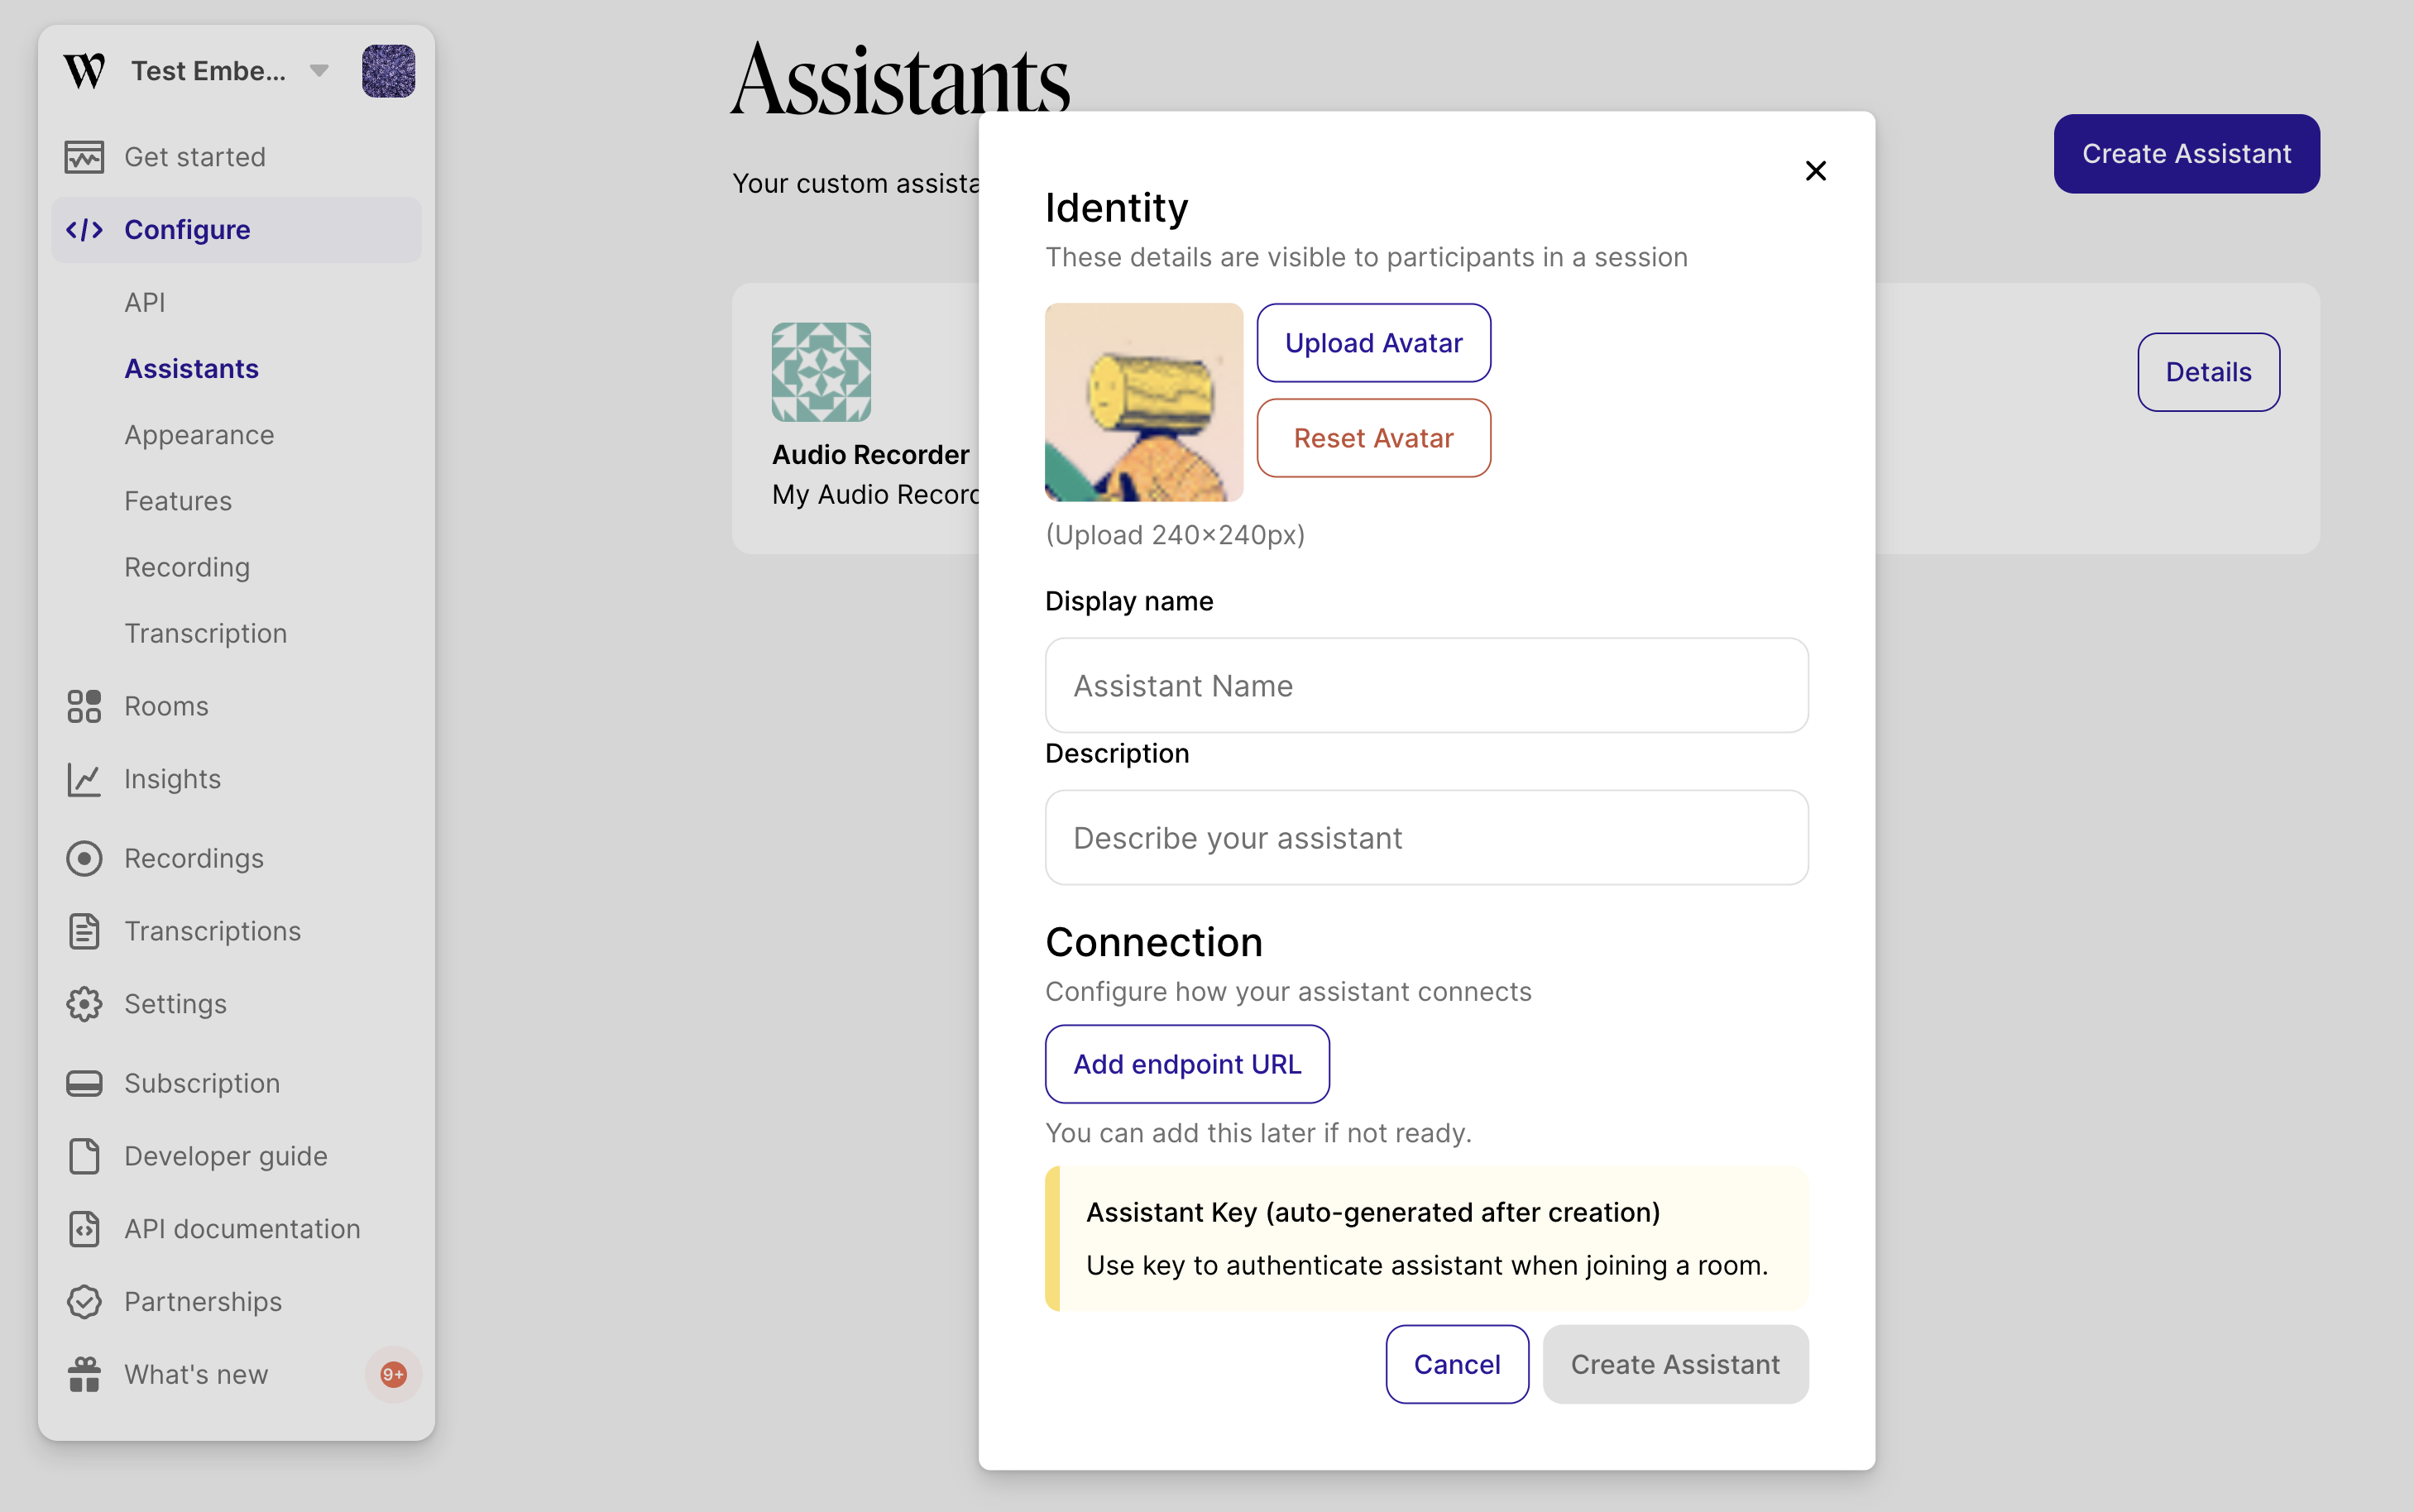 W Test Embe...
Get started
</> Configure
API
Assistants
Appearance
Features
Recording
Transcription
Rooms
Insights
Recordings
Transcriptions
Settings
Subscription
Developer guide
API documentation
Partnerships
What's new 9+
Assistants
Your custom assista
Create Assistant
Audio Recorder
My Audio Record
Details
Identity
These details are visible to participants in a session
Upload Avatar
Reset Avatar
(Upload 240×240px)
Display name
Assistant Name
Description
Describe your assistant
Connection
Configure how your assistant connects
Add endpoint URL
You can add this later if not ready.
Assistant Key (auto-generated after creation)
Use key to authenticate assistant when joining a room.
Cancel
Create Assistant